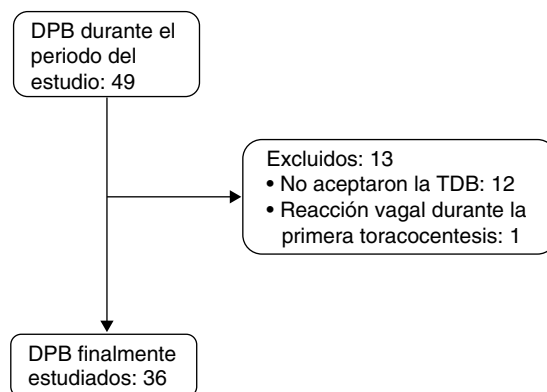 DPB durante el
periodo del
estudio: 49
Excluidos: 13
• No aceptaron la TDB: 12
• Reacción vagal durante la
primera toracocentesis: 1
DPB finalmente
estudiados: 36